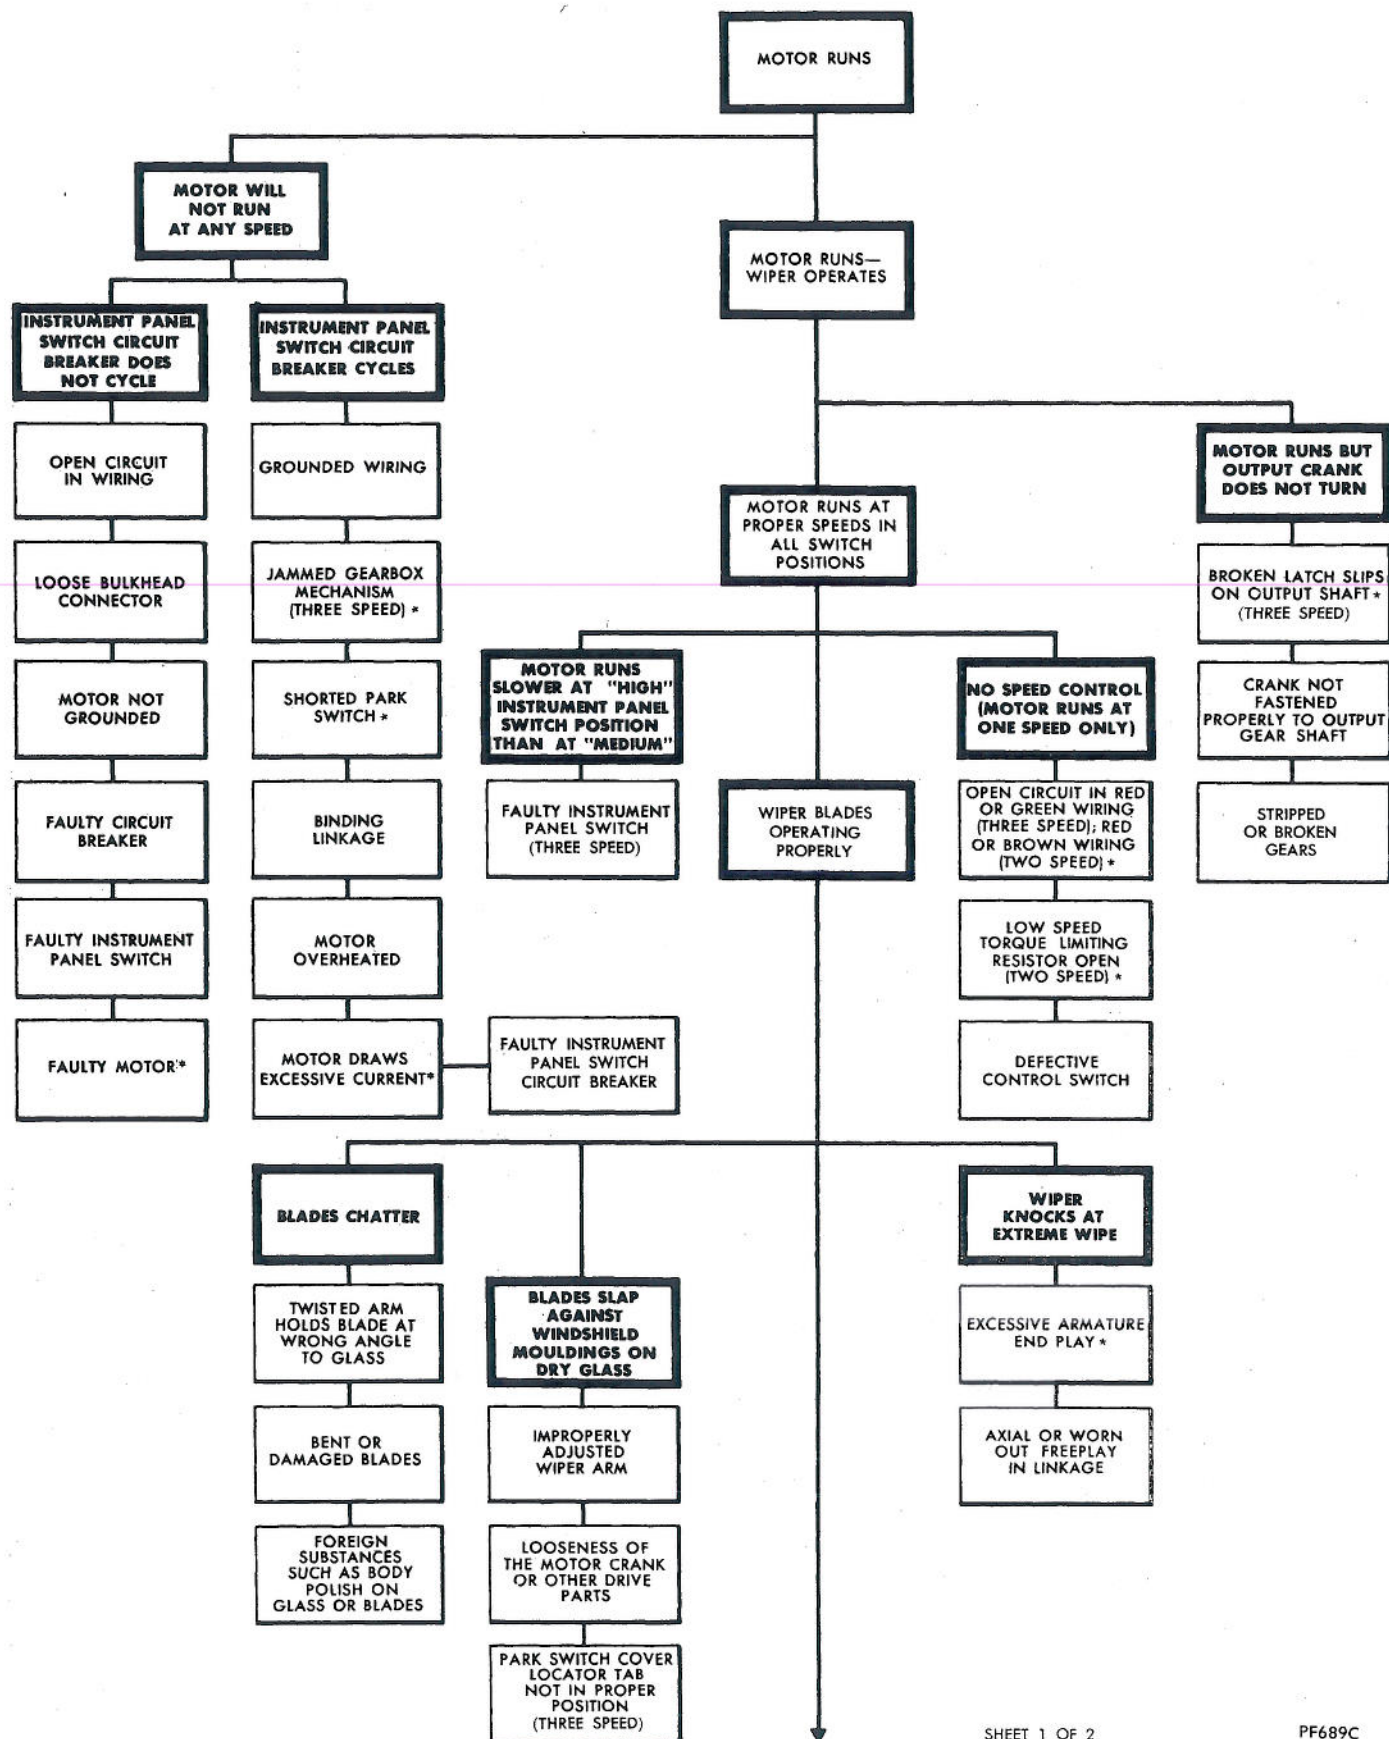 MOTOR RUNS
MOTOR WILL
NOT RUN
AT ANY SPEED
MOTOR RUNS—
WIPER OPERATES
INSTRUMENT PANEL
SWITCH CIRCUIT
BREAKER DOES
NOT CYCLE
INSTRUMENT PANEL
SWITCH CIRCUIT
BREAKER CYCLES
OPEN CIRCUIT
IN WIRING
LOOSE BULKHEAD
CONNECTOR
MOTOR NOT
GROUNDED
FAULTY CIRCUIT
BREAKER
FAULTY INSTRUMENT
PANEL SWITCH
FAULTY MOTOR*
GROUNDED WIRING
JAMMED GEARBOX
MECHANISM
(THREE SPEED) *
SHORTED PARK
SWITCH *
BINDING
LINKAGE
MOTOR
OVERHEATED
MOTOR DRAWS
EXCESSIVE CURRENT*
FAULTY INSTRUMENT
PANEL SWITCH
CIRCUIT BREAKER
MOTOR RUNS AT
PROPER SPEEDS IN
ALL SWITCH
POSITIONS
MOTOR RUNS BUT
OUTPUT CRANK
DOES NOT TURN
BROKEN LATCH SLIPS
ON OUTPUT SHAFT *
(THREE SPEED)
CRANK NOT
FASTENED
PROPERLY TO OUTPUT
GEAR SHAFT
STRIPPED
OR BROKEN
GEARS
MOTOR RUNS
SLOWER AT "HIGH"
INSTRUMENT PANEL
SWITCH POSITION
THAN AT "MEDIUM"
FAULTY INSTRUMENT
PANEL SWITCH
(THREE SPEED)
WIPER BLADES
OPERATING
PROPERLY
NO SPEED CONTROL
(MOTOR RUNS AT
ONE SPEED ONLY)
OPEN CIRCUIT IN RED
OR GREEN WIRING
(THREE SPEED); RED
OR BROWN WIRING
(TWO SPEED) *
LOW SPEED
TORQUE LIMITING
RESISTOR OPEN
(TWO SPEED) *
DEFECTIVE
CONTROL SWITCH
BLADES CHATTER
TWISTED ARM
HOLDS BLADE AT
WRONG ANGLE
TO GLASS
BENT OR
DAMAGED BLADES
FOREIGN
SUBSTANCES
SUCH AS BODY
POLISH ON
GLASS OR BLADES
BLADES SLAP
AGAINST
WINDSHIELD
MOULDINGS ON
DRY GLASS
IMPROPERLY
ADJUSTED
WIPER ARM
LOOSENESS OF
THE MOTOR CRANK
OR OTHER DRIVE
PARTS
PARK SWITCH COVER
LOCATOR TAB
NOT IN PROPER
POSITION
(THREE SPEED)
WIPER
KNOCKS AT
EXTREME WIPE
EXCESSIVE ARMATURE
END PLAY *
AXIAL OR WORN
OUT FREEPLAY
IN LINKAGE
SHEET 1 OF 2
PF689C